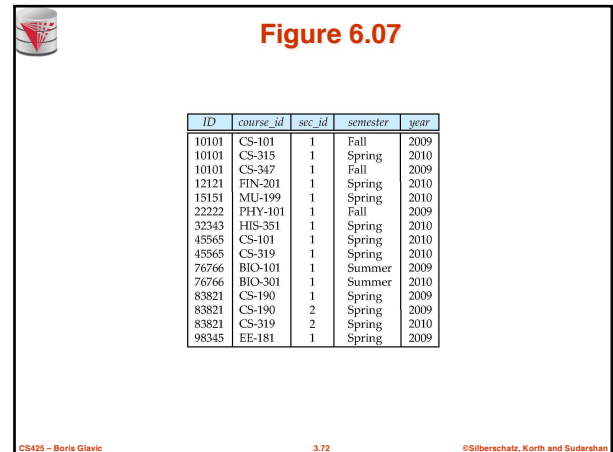 Figure 6.07
ID course_id sec_id semester year
10101 CS-101 1 Fall 2009
10101 CS-315 1 Spring 2010
10101 CS-347 1 Fall 2009
12121 FIN-201 1 Spring 2010
15151 MU-199 1 Spring 2010
22222 PHY-101 1 Fall 2009
32343 HIS-351 1 Spring 2010
45565 CS-101 1 Spring 2010
45565 CS-319 1 Spring 2010
76766 BIO-101 1 Summer 2009
76766 BIO-301 1 Summer 2010
83821 CS-190 1 Spring 2009
83821 CS-190 2 Spring 2009
83821 CS-319 2 Spring 2010
98345 EE-181 1 Spring 2009
CS425 – Boris Glavic 3.72 ©Silberschatz, Korth and Sudarshan